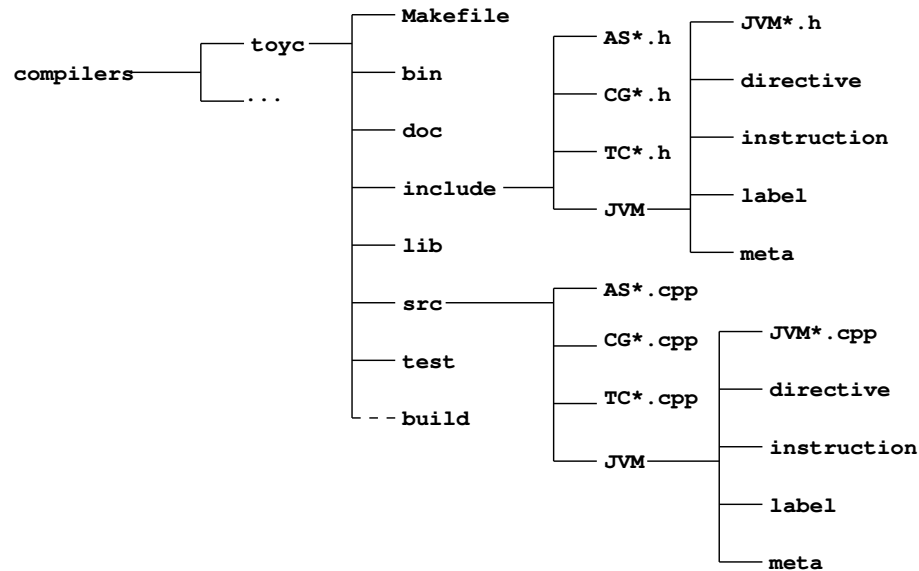 compilers
toyc
...
Makefile
bin
doc
include
lib
src
test
build
AS*.h
CG*.h
TC*.h
JVM
JVM*.h
directive
instruction
label
meta
AS*.cpp
CG*.cpp
TC*.cpp
JVM
JVM*.cpp
directive
instruction
label
meta